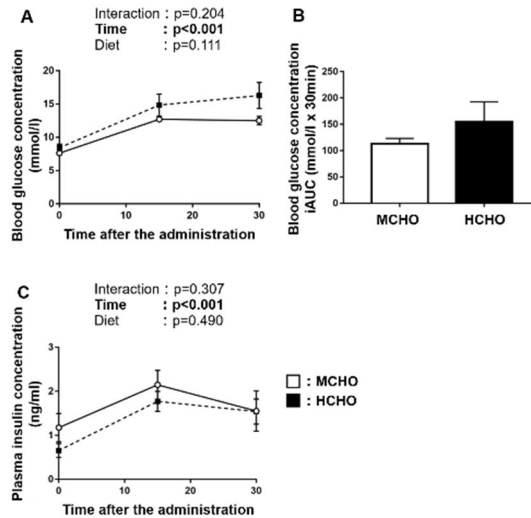 A
Interaction : p=0.204
Time : p<0.001
Diet : p=0.111
Blood glucose concentration
(mmol/l)
20
15
10
5
0
0 10 20 30
Time after the administration
B
Blood glucose concentration
iAUC (mmol/l x 30min)
250
200
150
100
50
0
MCHO HCHO
C
Interaction : p=0.307
Time : p<0.001
Diet : p=0.490
Plasma insulin concentration
(ng/ml)
3
2
1
0
0 10 20 30
Time after the administration
: MCHO
: HCHO